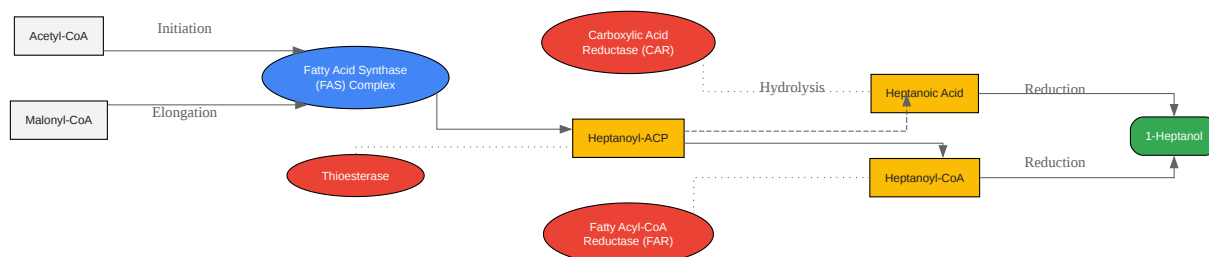 Acetyl-CoA
Initiation
Malonyl-CoA
Elongation
Fatty Acid Synthase
(FAS) Complex
Thioesterase
Carboxylic Acid
Reductase (CAR)
Heptanoyl-ACP
Fatty Acyl-CoA
Reductase (FAR)
Hydrolysis
Heptanoic Acid
Heptanoyl-CoA
Reduction
Reduction
1-Heptanol